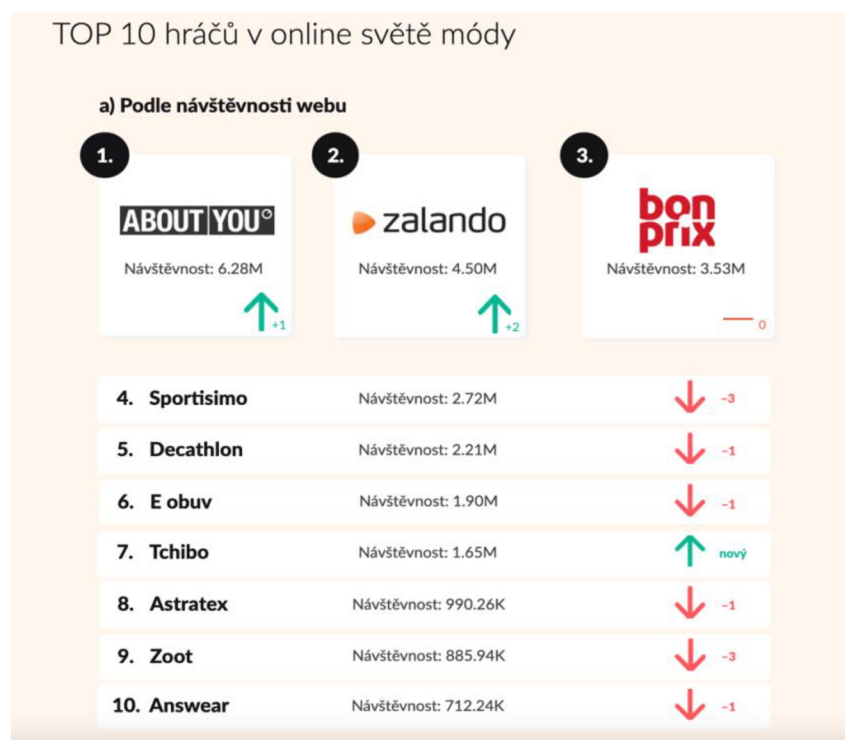 TOP 10 hráčů v online světě módy
a) Podle návštěvnosti webu
1.
ABOUT YOU°
Návštěvnost: 6.28M
+1
2.
zalando
Návštěvnost: 4.50M
+2
3.
bon
prix
Návštěvnost: 3.53M
0
4. Sportisimo Návštěvnost: 2.72M -3
5. Decathlon Návštěvnost: 2.21M -1
6. E obuv Návštěvnost: 1.90M -1
7. Tchibo Návštěvnost: 1.65M nový
8. Astratex Návštěvnost: 990.26K -1
9. Zoot Návštěvnost: 885.94K -3
10. Answear Návštěvnost: 712.24K -1